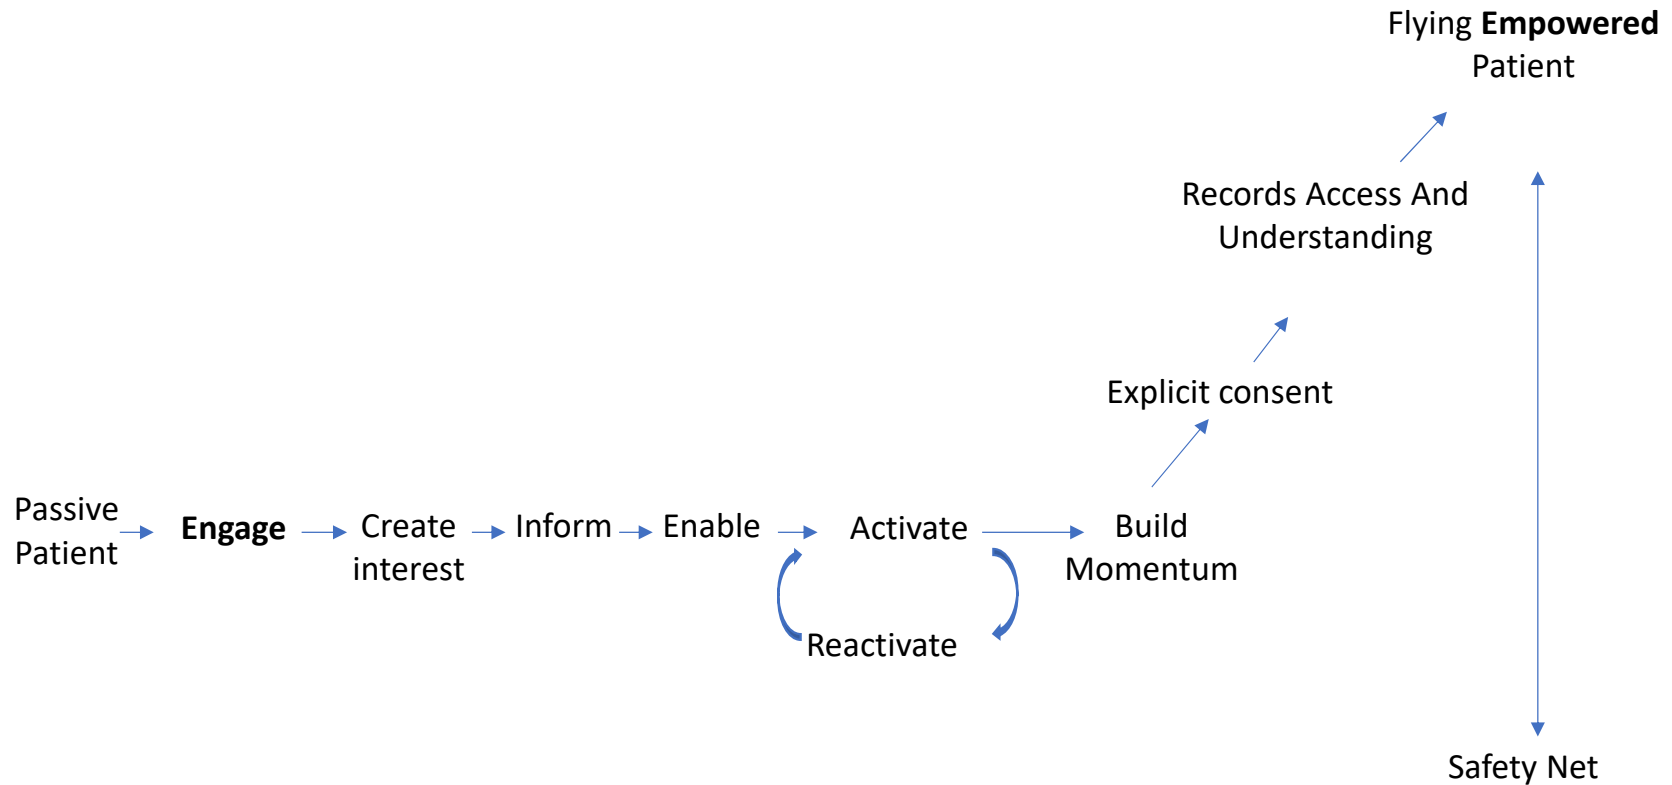 Flying Empowered
Patient
Records Access And
Understanding
Explicit consent
Passive
Patient
Engage
Create
interest
Inform
Enable
Activate
Build
Momentum
Reactivate
Safety Net